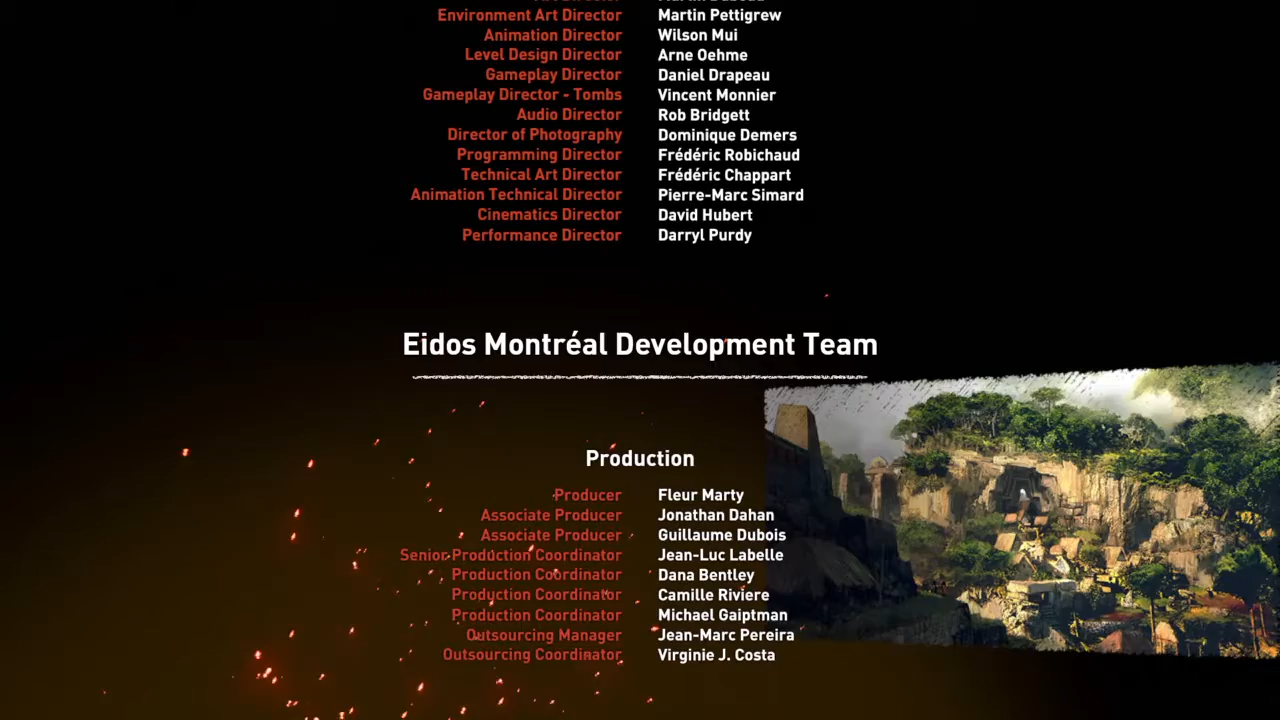 Environment Art Director Martin Pettigrew
Animation Director Wilson Mui
Level Design Director Arne Oehme
Gameplay Director Daniel Drapeau
Gameplay Director - Tombs Vincent Monnier
Audio Director Rob Bridgett
Director of Photography Dominique Demers
Programming Director Frédéric Robichaud
Technical Art Director Frédéric Chappart
Animation Technical Director Pierre-Marc Simard
Cinematics Director David Hubert
Performance Director Darryl Purdy
Eidos Montréal Development Team
Production
Producer Fleur Marty
Associate Producer Jonathan Dahan
Associate Producer Guillaume Dubois
Senior Production Coordinator Jean-Luc Labelle
Production Coordinator Dana Bentley
Production Coordinator Camille Riviere
Production Coordinator Michael Gaiptman
Outsourcing Manager Jean-Marc Pereira
Outsourcing Coordinator Virginie J. Costa